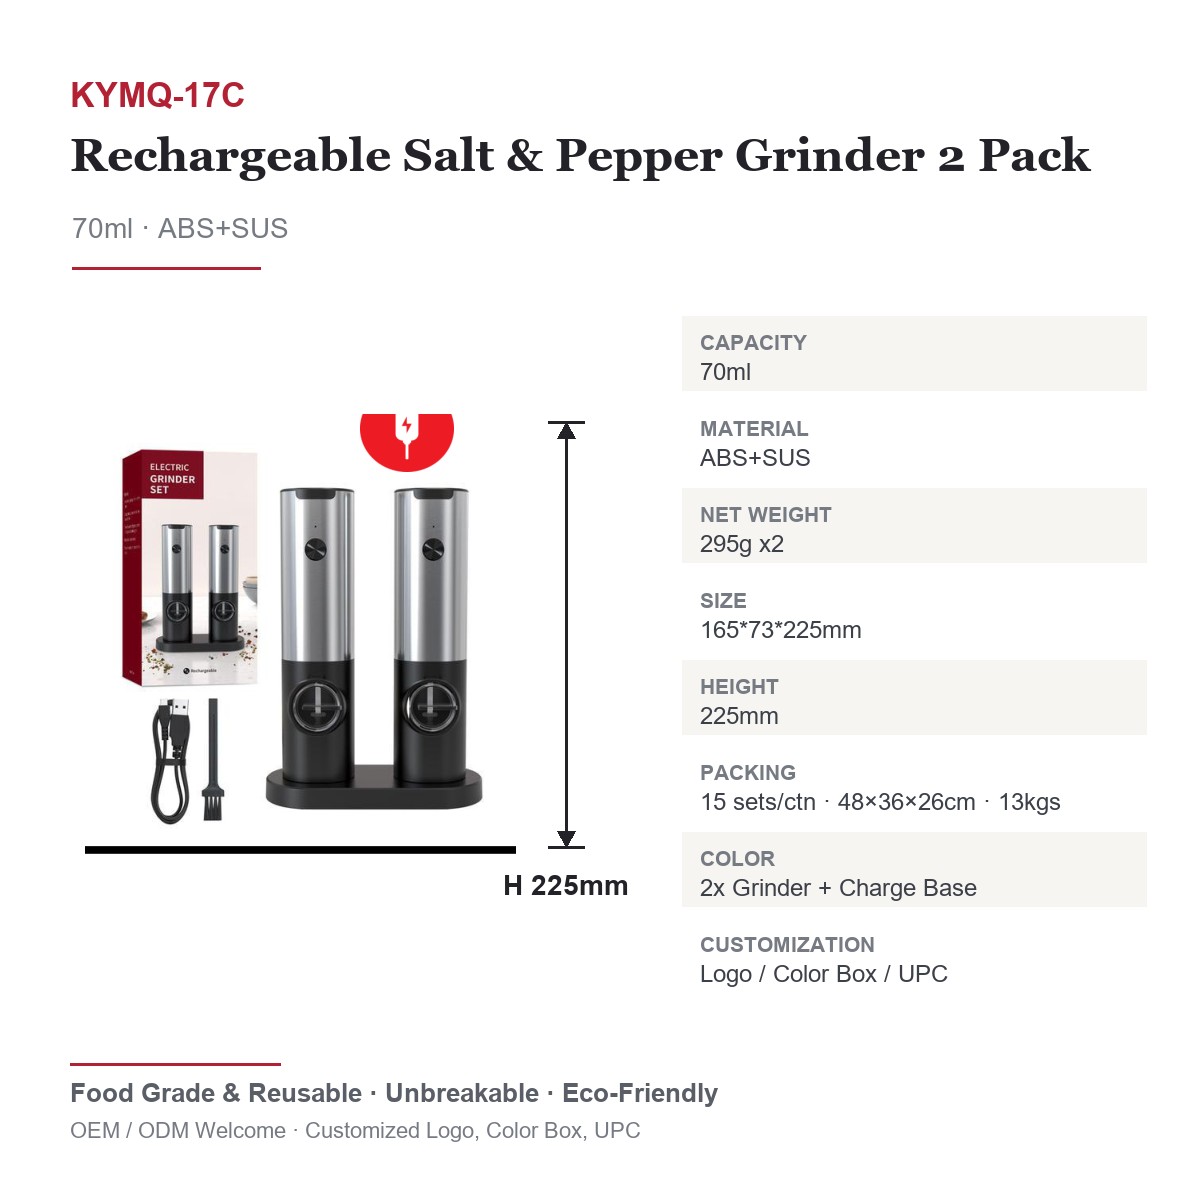 KYMQ-17C
Rechargeable Salt & Pepper Grinder 2 Pack
70ml · ABS+SUS
ELECTRIC
GRINDER
SET
Rechargeable
H 225mm
CAPACITY
70ml
MATERIAL
ABS+SUS
NET WEIGHT
295g x2
SIZE
165*73*225mm
HEIGHT
225mm
PACKING
15 sets/ctn · 48×36×26cm · 13kgs
COLOR
2x Grinder + Charge Base
CUSTOMIZATION
Logo / Color Box / UPC
Food Grade & Reusable · Unbreakable · Eco-Friendly
OEM / ODM Welcome · Customized Logo, Color Box, UPC